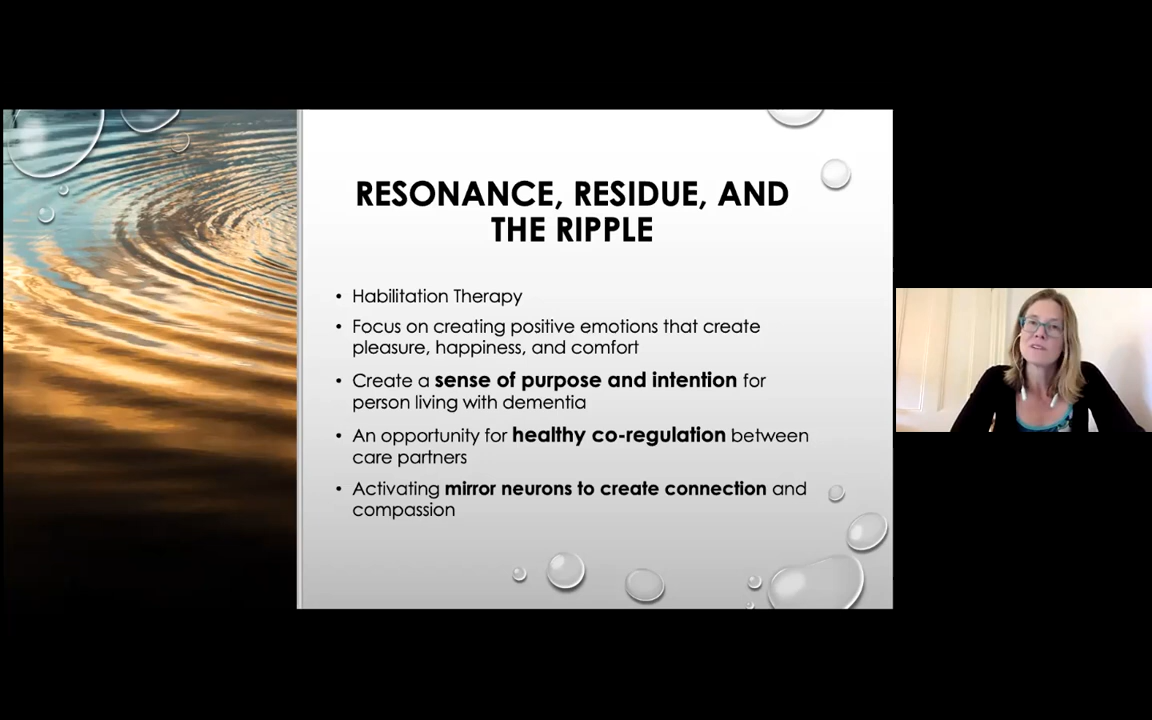 RESONANCE, RESIDUE, AND
THE RIPPLE
• Habilitation Therapy
• Focus on creating positive emotions that create
pleasure, happiness, and comfort
• Create a sense of purpose and intention for
person living with dementia
• An opportunity for healthy co-regulation between
care partners
• Activating mirror neurons to create connection and
compassion